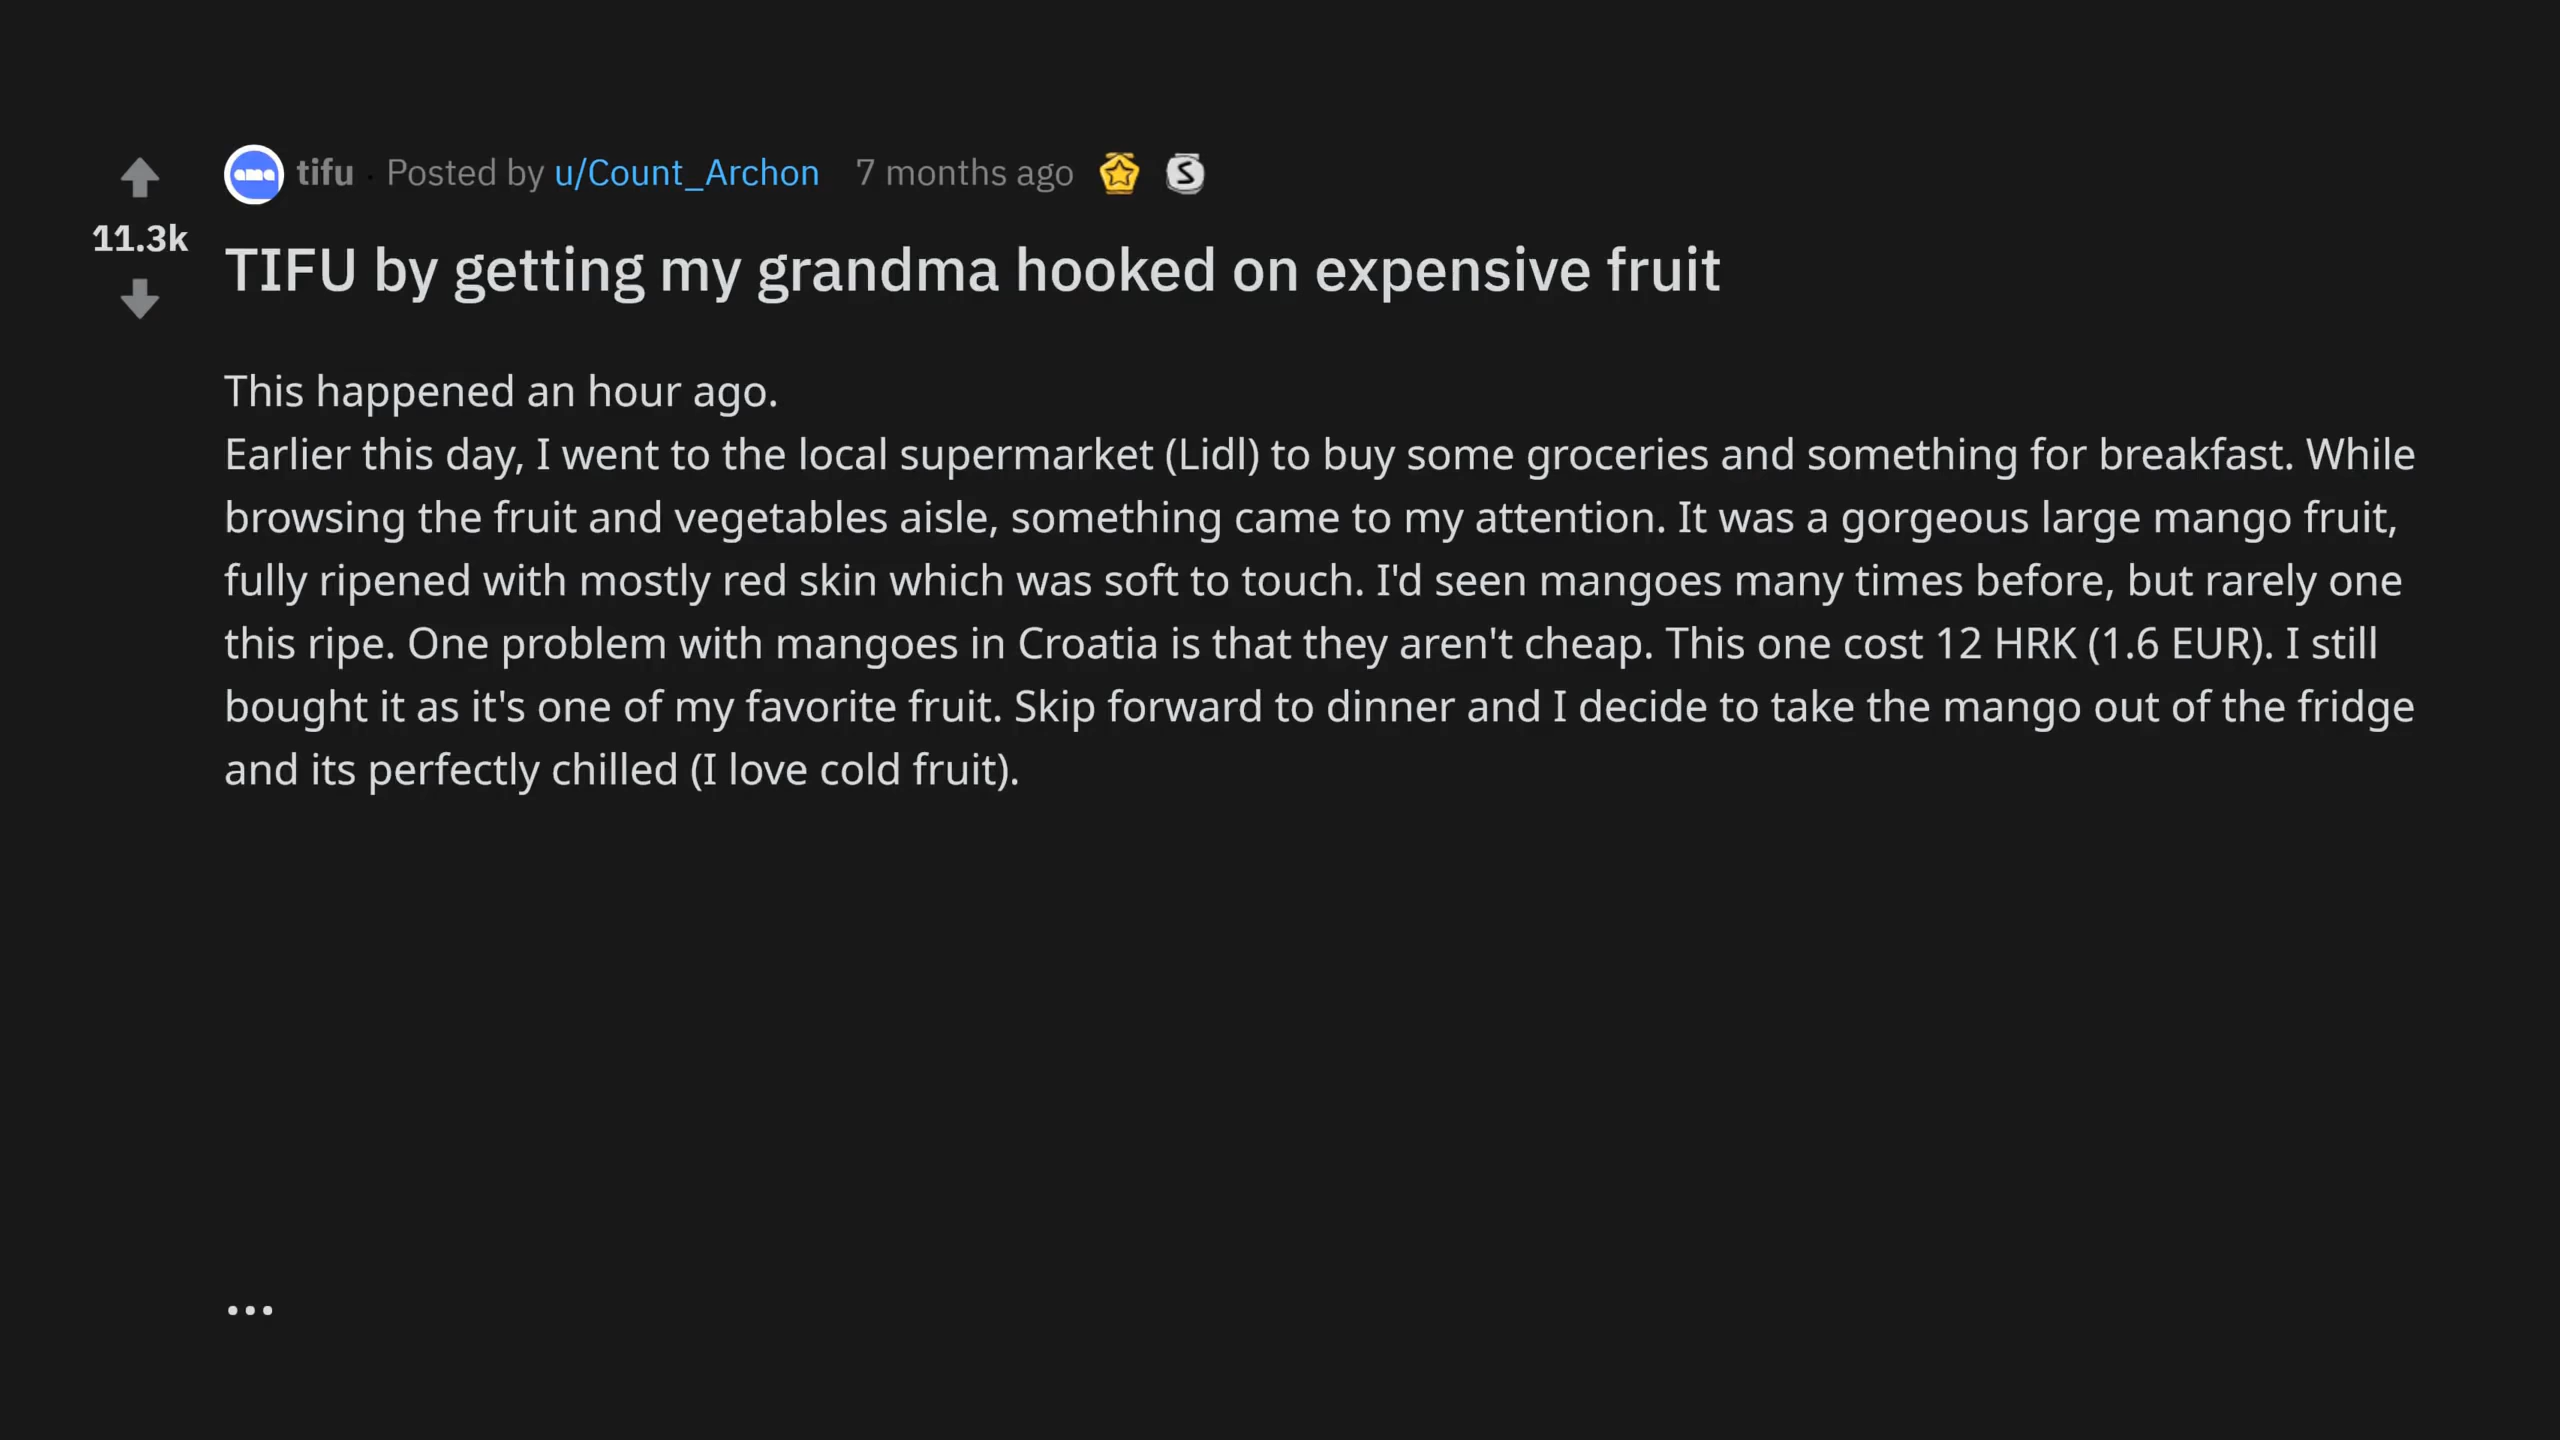 ama tifu · Posted by u/Count_Archon 7 months ago S
11.3k
TIFU by getting my grandma hooked on expensive fruit
This happened an hour ago.
Earlier this day, I went to the local supermarket (Lidl) to buy some groceries and something for breakfast. While
browsing the fruit and vegetables aisle, something came to my attention. It was a gorgeous large mango fruit,
fully ripened with mostly red skin which was soft to touch. I'd seen mangoes many times before, but rarely one
this ripe. One problem with mangoes in Croatia is that they aren't cheap. This one cost 12 HRK (1.6 EUR). I still
bought it as it's one of my favorite fruit. Skip forward to dinner and I decide to take the mango out of the fridge
and its perfectly chilled (I love cold fruit).
...